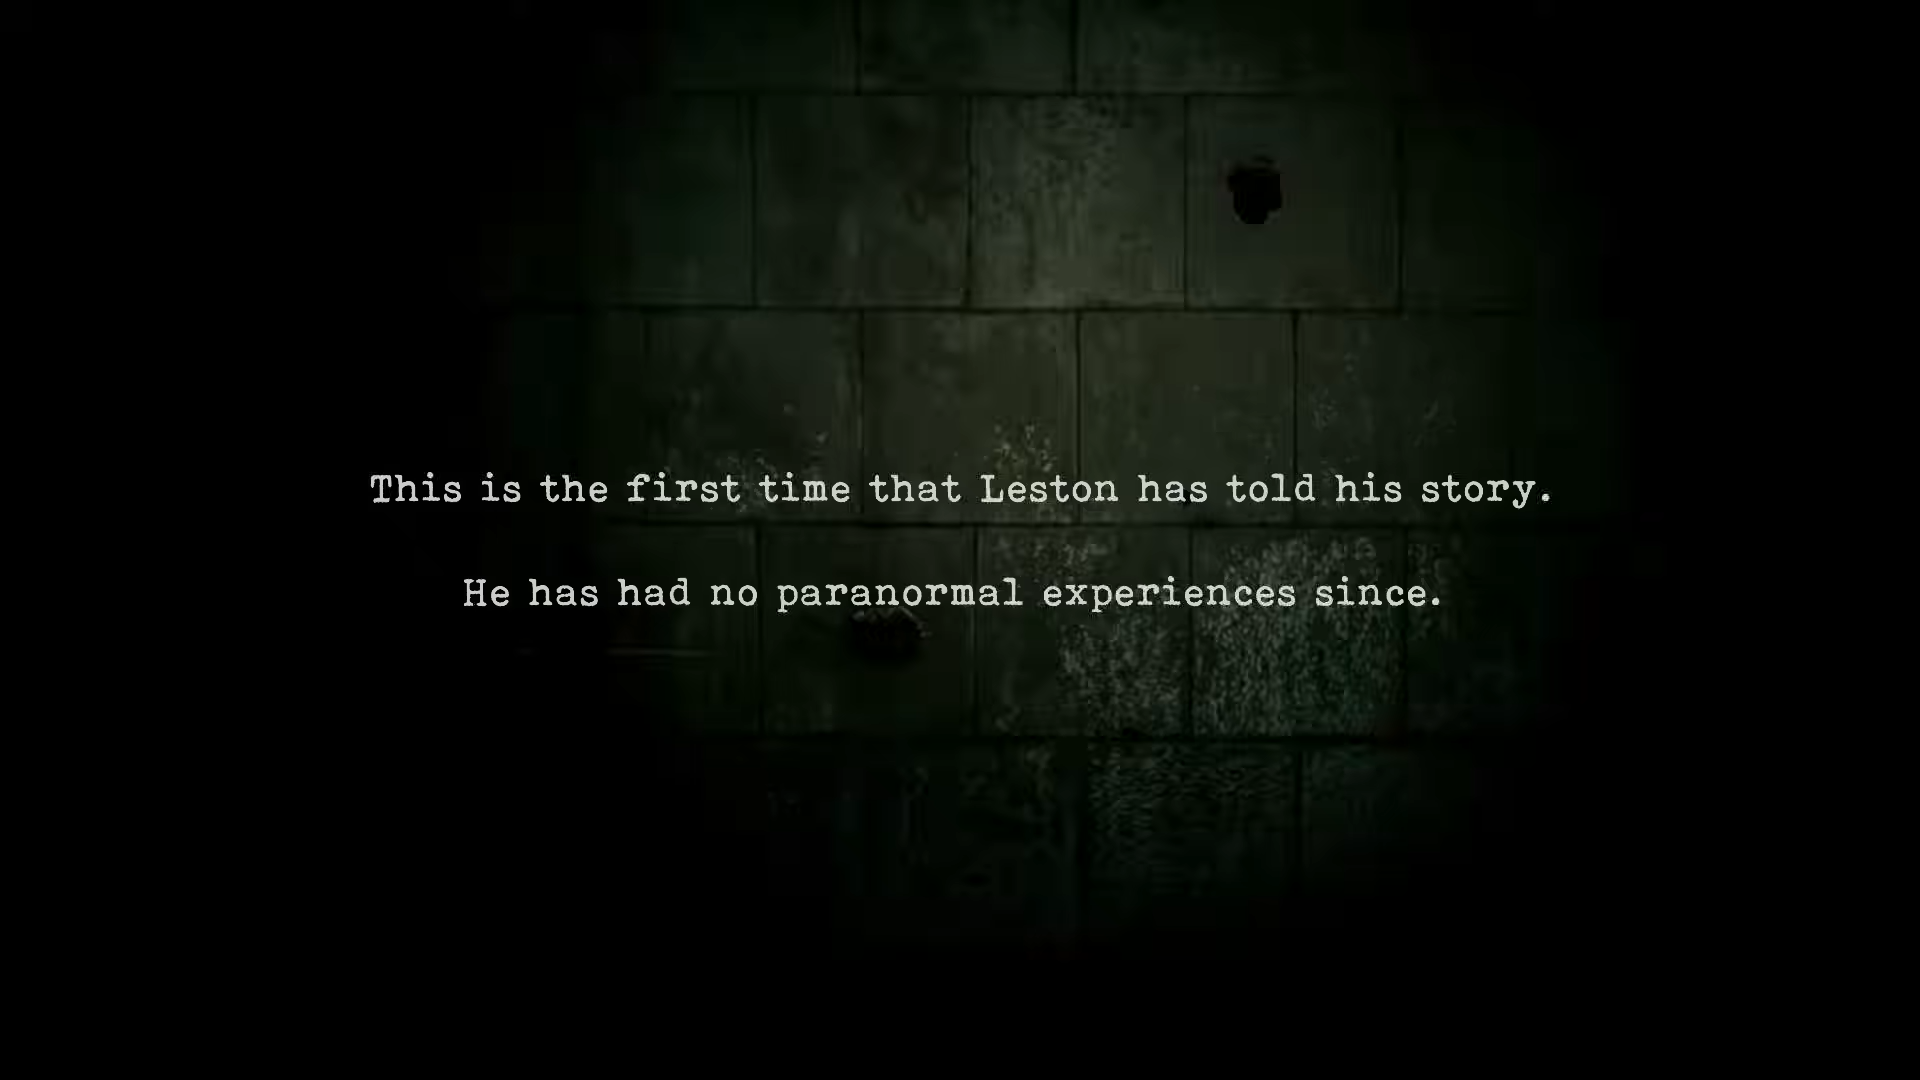 This is the first time that Leston has told his story.
He has had no paranormal experiences since.